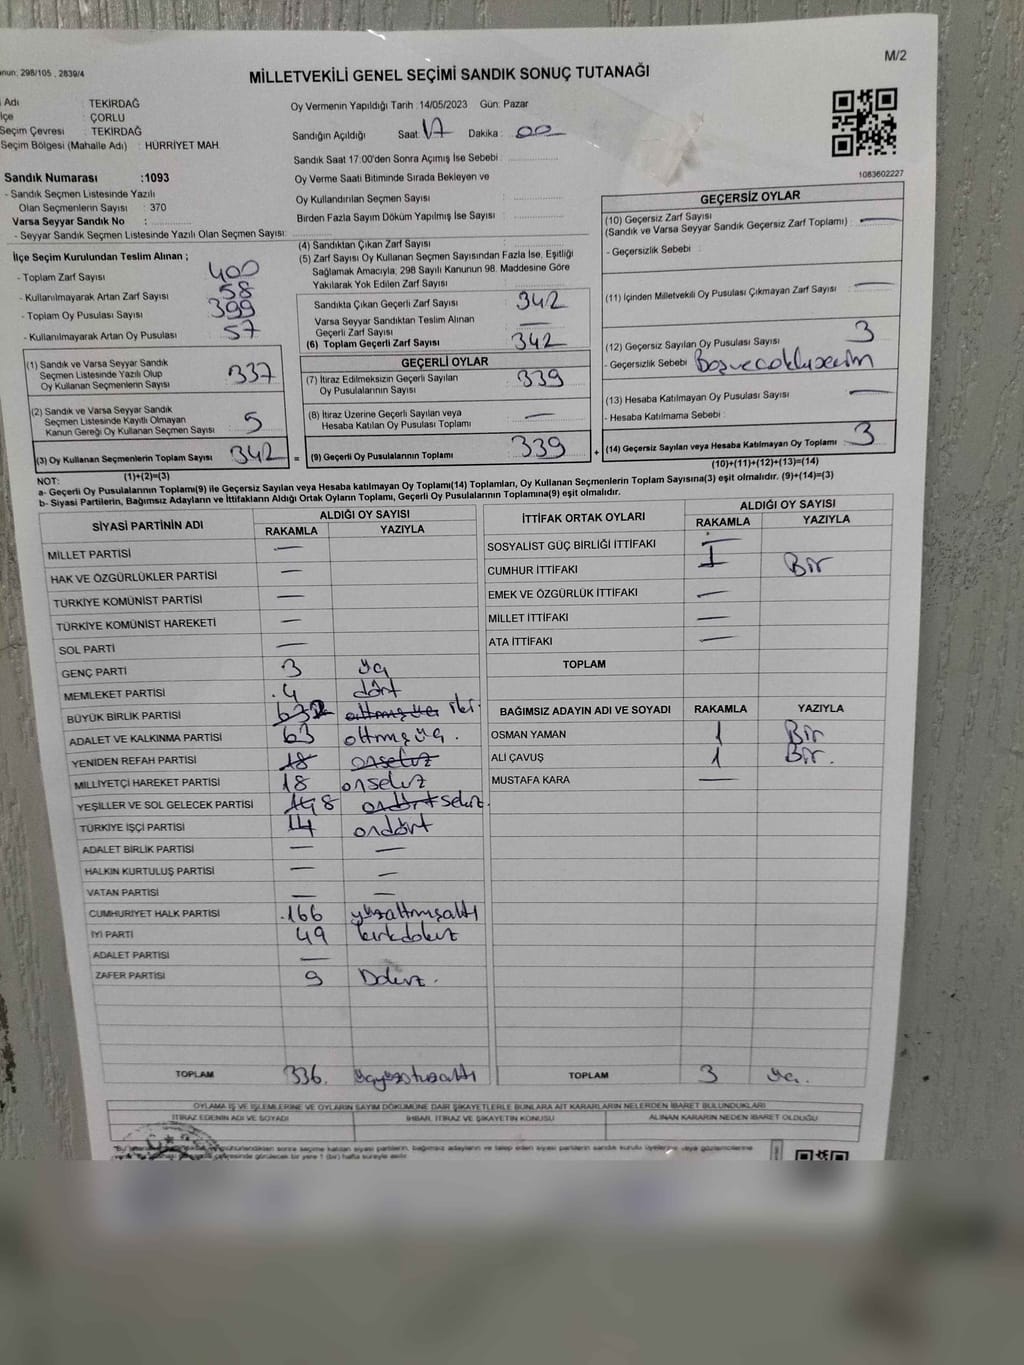 M/2
298/105 , 2839/4
MİLLETVEKİLİ GENEL SEÇİMİ SANDIK SONUÇ TUTANAĞI
Adı : TEKİRDAĞ
lçe : ÇORLU
Seçim Çevresi : TEKİRDAĞ
Seçim Bölgesi (Mahalle Adı) : HÜRRİYET MAH.
Sandık Numarası :1093
- Sandık Seçmen Listesinde Yazılı
Olan Seçmenlerin Sayısı : 370
Varsa Seyyar Sandık No :
- Seyyar Sandık Seçmen Listesinde Yazılı Olan Seçmen Sayısı:
Oy Vermenin Yapıldığı Tarih : 14/05/2023 Gün: Pazar
Sandığın Açıldığı Saat: 17 Dakika : 00
Sandık Saat 17:00'den Sonra Açımış İse Sebebi :
Oy Verme Saati Bitiminde Sırada Bekleyen ve
Oy Kullandırılan Seçmen Sayısı :
Birden Fazla Sayım Döküm Yapılmış İse Sayısı :
1083602227
İlçe Seçim Kurulundan Teslim Alınan ;
- Toplam Zarf Sayısı : 400
- Kullanılmayarak Artan Zarf Sayısı : 58
- Toplam Oy Pusulası Sayısı : 399
- Kullanılmayarak Artan Oy Pusulası : 57
(1) Sandık ve Varsa Seyyar Sandık
Seçmen Listesinde Yazılı Olup
Oy Kullanan Seçmenlerin Sayısı : 337
(2) Sandık ve Varsa Seyyar Sandık
Seçmen Listesinde Kayıtlı Olmayan
Kanun Gereği Oy Kullanan Seçmen Sayısı : 5
(3) Oy Kullanan Seçmenlerin Toplam Sayısı : 342
(1)+(2)=(3)
(4) Sandıktan Çıkan Zarf Sayısı :
(5) Zarf Sayısı Oy Kullanan Seçmen Sayısından Fazla İse, Eşitliği
Sağlamak Amacıyla, 298 Sayılı Kanunun 98. Maddesine Göre
Yakılarak Yok Edilen Zarf Sayısı :
Sandıkta Çıkan Geçerli Zarf Sayısı : 342
Varsa Seyyar Sandıktan Teslim Alınan
Geçerli Zarf Sayısı : —
(6) Toplam Geçerli Zarf Sayısı : 342
GEÇERLİ OYLAR
(7) İtiraz Edilmeksizin Geçerli Sayılan
Oy Pusulalarının Sayısı : 339
(8) İtiraz Üzerine Geçerli Sayılan veya
Hesaba Katılan Oy Pusulası Toplamı : —
= (9) Geçerli Oy Pusulalarının Toplamı : 339 +
GEÇERSİZ OYLAR
(10) Geçersiz Zarf Sayısı
(Sandık ve Varsa Seyyar Sandık Geçersiz Zarf Toplamı) : —
- Geçersizlik Sebebi :
(11) İçinden Milletvekili Oy Pusulası Çıkmayan Zarf Sayısı : —
(12) Geçersiz Sayılan Oy Pusulası Sayısı : 3
- Geçersizlik Sebebi :
(13) Hesaba Katılmayan Oy Pusulası Sayısı : —
- Hesaba Katılmama Sebebi :
(14) Geçersiz Sayılan veya Hesaba Katılmayan Oy Toplamı : 3
(10)+(11)+(12)+(13)=(14)
NOT:
a- Geçerli Oy Pusulalarının Toplamı(9) ile Geçersiz Sayılan veya Hesaba katılmayan Oy Toplamı(14) Toplamları, Oy Kullanan Seçmenlerin Toplam Sayısına(3) eşit olmalıdır. (9)+(14)=(3)
b- Siyasi Partilerin, Bağımsız Adayların ve İttifakların Aldığı Ortak Oyların Toplamı, Geçerli Oy Pusulalarının Toplamına(9) eşit olmalıdır.
SİYASİ PARTİNİN ADI ALDIĞI OY SAYISI
RAKAMLA YAZIYLA
MİLLET PARTİSİ —
HAK VE ÖZGÜRLÜKLER PARTİSİ —
TÜRKİYE KOMÜNİST PARTİSİ —
TÜRKİYE KOMÜNİST HAREKETİ —
SOL PARTİ —
GENÇ PARTİ 3 üç
MEMLEKET PARTİSİ 4 dört
BÜYÜK BİRLİK PARTİSİ 63 2 altmışüç iki
ADALET VE KALKINMA PARTİSİ 63 altmışüç.
YENİDEN REFAH PARTİSİ 18 onsekiz
MİLLİYETÇİ HAREKET PARTİSİ 18 onsekiz
YEŞİLLER VE SOL GELECEK PARTİSİ 14 8 ondört sekiz
TÜRKİYE İŞÇİ PARTİSİ 14 ondört
ADALET BİRLİK PARTİSİ — —
HALKIN KURTULUŞ PARTİSİ — —
VATAN PARTİSİ — —
CUMHURİYET HALK PARTİSİ 166 yüzaltmışaltı
İYİ PARTİ 49 kırkdokuz
ADALET PARTİSİ —
ZAFER PARTİSİ 9 Dokuz.
TOPLAM 336. üçyüzotuzaltı
İTTİFAK ORTAK OYLARI ALDIĞI OY SAYISI
RAKAMLA YAZIYLA
SOSYALİST GÜÇ BİRLİĞİ İTTİFAKI —
CUMHUR İTTİFAKI 1 Bir
EMEK VE ÖZGÜRLÜK İTTİFAKI —
MİLLET İTTİFAKI —
ATA İTTİFAKI —
TOPLAM
BAĞIMSIZ ADAYIN ADI VE SOYADI RAKAMLA YAZIYLA
OSMAN YAMAN 1 Bir
ALİ ÇAVUŞ 1 Bir.
MUSTAFA KARA —
TOPLAM 3 üç.
OYLAMA İŞ VE İŞLEMLERİNE VE OYLARIN SAYIM DÖKÜMÜNE DAİR ŞİKAYETLERLE BUNLARA AİT KARARLARIN NELERDEN İBARET BULUNDUKLARI
İTİRAZ EDENİN ADI VE SOYADI İHBAR, İTİRAZ VE ŞİKAYETİN KONUSU ALINAN KARARIN NEDEN İBARET OLDUĞU